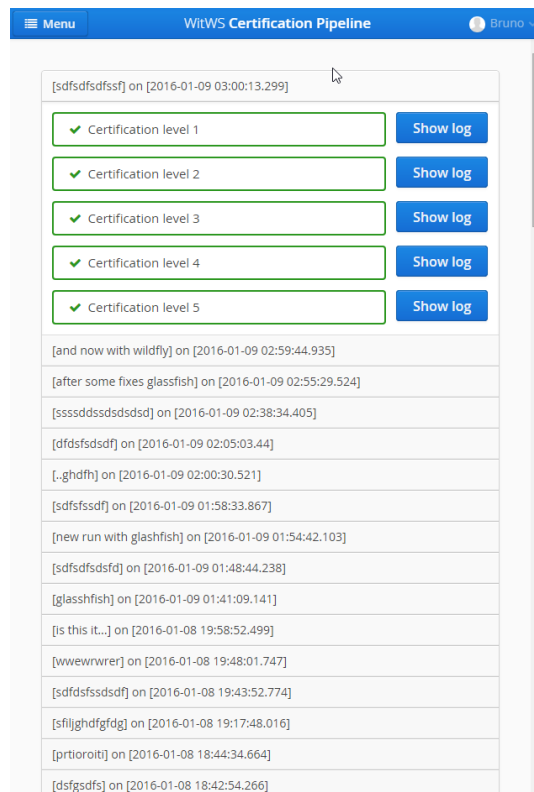 Menu WitWS Certification Pipeline Bruno
[sdfsdfsdfssf] on [2016-01-09 03:00:13.299]
Certification level 1 Show log
Certification level 2 Show log
Certification level 3 Show log
Certification level 4 Show log
Certification level 5 Show log
[and now with wildfly] on [2016-01-09 02:59:44.935]
[after some fixes glassfish] on [2016-01-09 02:55:29.524]
[ssssddssdsdsdsd] on [2016-01-09 02:38:34.405]
[dfdsfsdsdf] on [2016-01-09 02:05:03.44]
[..ghdfh] on [2016-01-09 02:00:30.521]
[sdfsfssdf] on [2016-01-09 01:58:33.867]
[new run with glashfish] on [2016-01-09 01:54:42.103]
[sdfsdfsdsfd] on [2016-01-09 01:48:44.238]
[glasshfish] on [2016-01-09 01:41:09.141]
[is this it...] on [2016-01-08 19:58:52.499]
[wwewrwrer] on [2016-01-08 19:48:01.747]
[sdfdsfssdsdf] on [2016-01-08 19:43:52.774]
[sfiljghdfgfdg] on [2016-01-08 19:17:48.016]
[prtioroiti] on [2016-01-08 18:44:34.664]
[dsfgsdfs] on [2016-01-08 18:42:54.266]